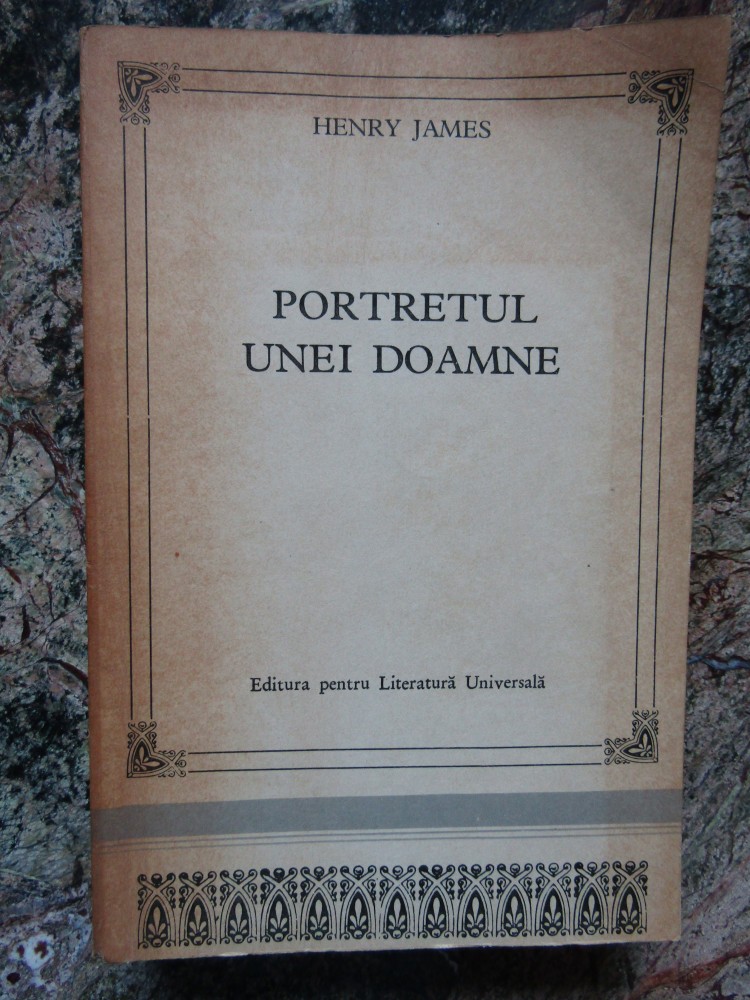 HENRY JAMES
PORTRETUL
UNEI DOAMNE
Editura pentru Literatură Universală